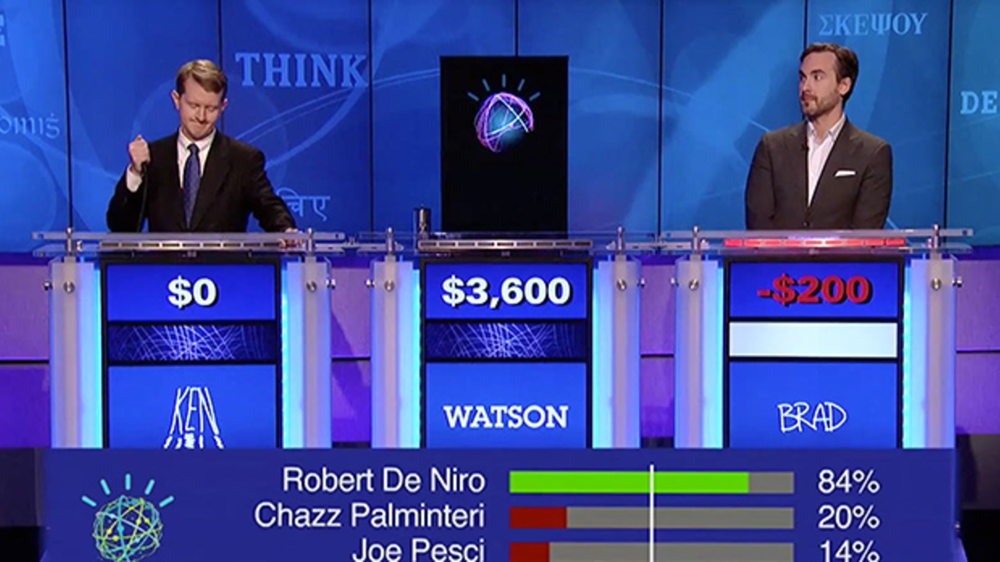 THINK
ΣΚΕΨΟΥ
DE
चिए
$0
$3,600
-$200
KEN
WATSON
BRAD
Robert De Niro 84%
Chazz Palminteri 20%
Joe Pesci 14%